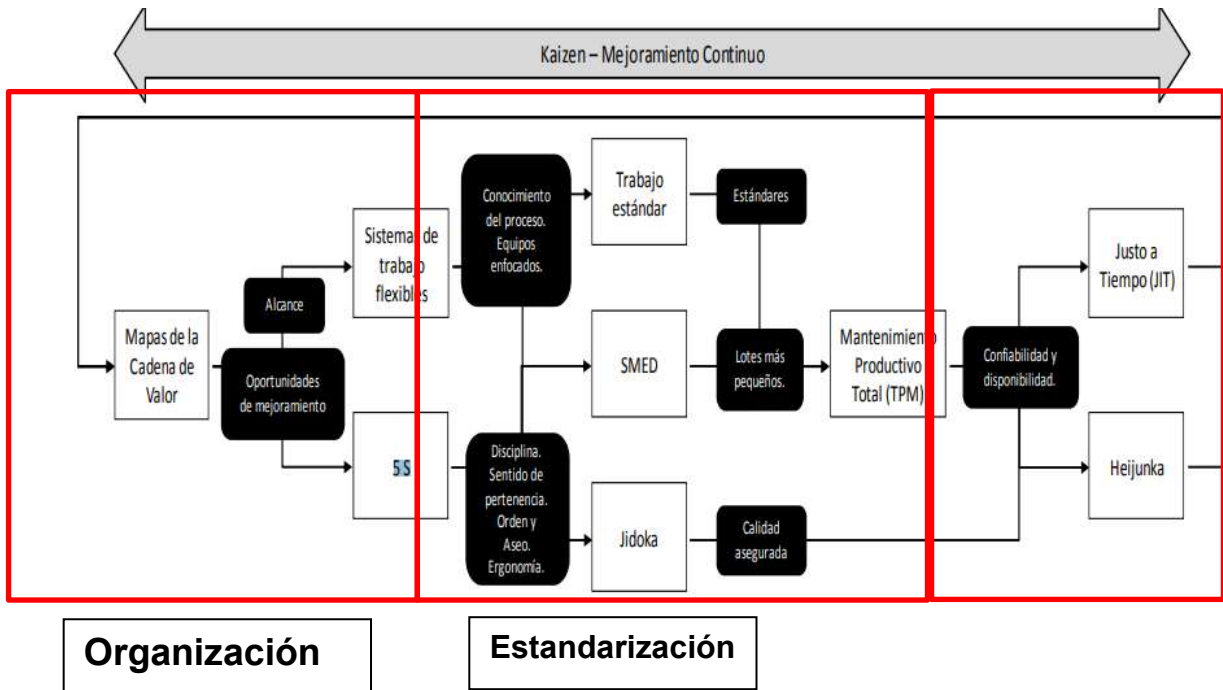 Kaizen – Mejoramiento Continuo
Conocimiento
del proceso.
Equipos
enfocados.
Trabajo
estándar
Estándares
Sistemas de
trabajo
flexibles
Alcance
Justo a
Tiempo (JIT)
Mapas de la
Cadena de
Valor
Oportunidades
de mejoramiento
SMED
Lotes más
pequeños.
Mantenimiento
Productivo
Total (TPM)
Confiabilidad y
disponibilidad.
5 S
Disciplina.
Sentido de
pertenencia.
Orden y
Aseo.
Ergonomía.
Jidoka
Calidad
asegurada
Heijunka
Organización
Estandarización